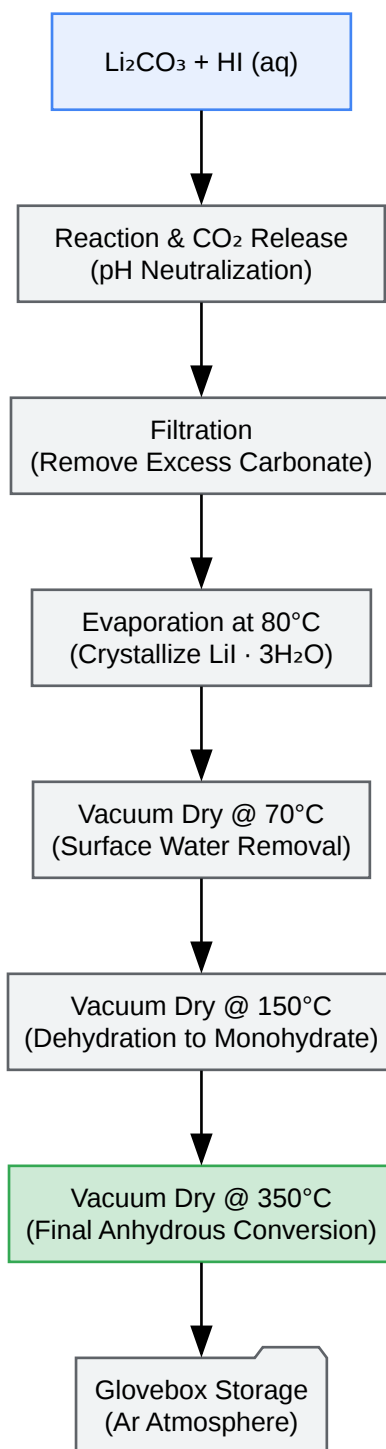 Li₂CO₃ + HI (aq)
Reaction & CO₂ Release
(pH Neutralization)
Filtration
(Remove Excess Carbonate)
Evaporation at 80°C
(Crystallize LiI · 3H₂O)
Vacuum Dry @ 70°C
(Surface Water Removal)
Vacuum Dry @ 150°C
(Dehydration to Monohydrate)
Vacuum Dry @ 350°C
(Final Anhydrous Conversion)
Glovebox Storage
(Ar Atmosphere)